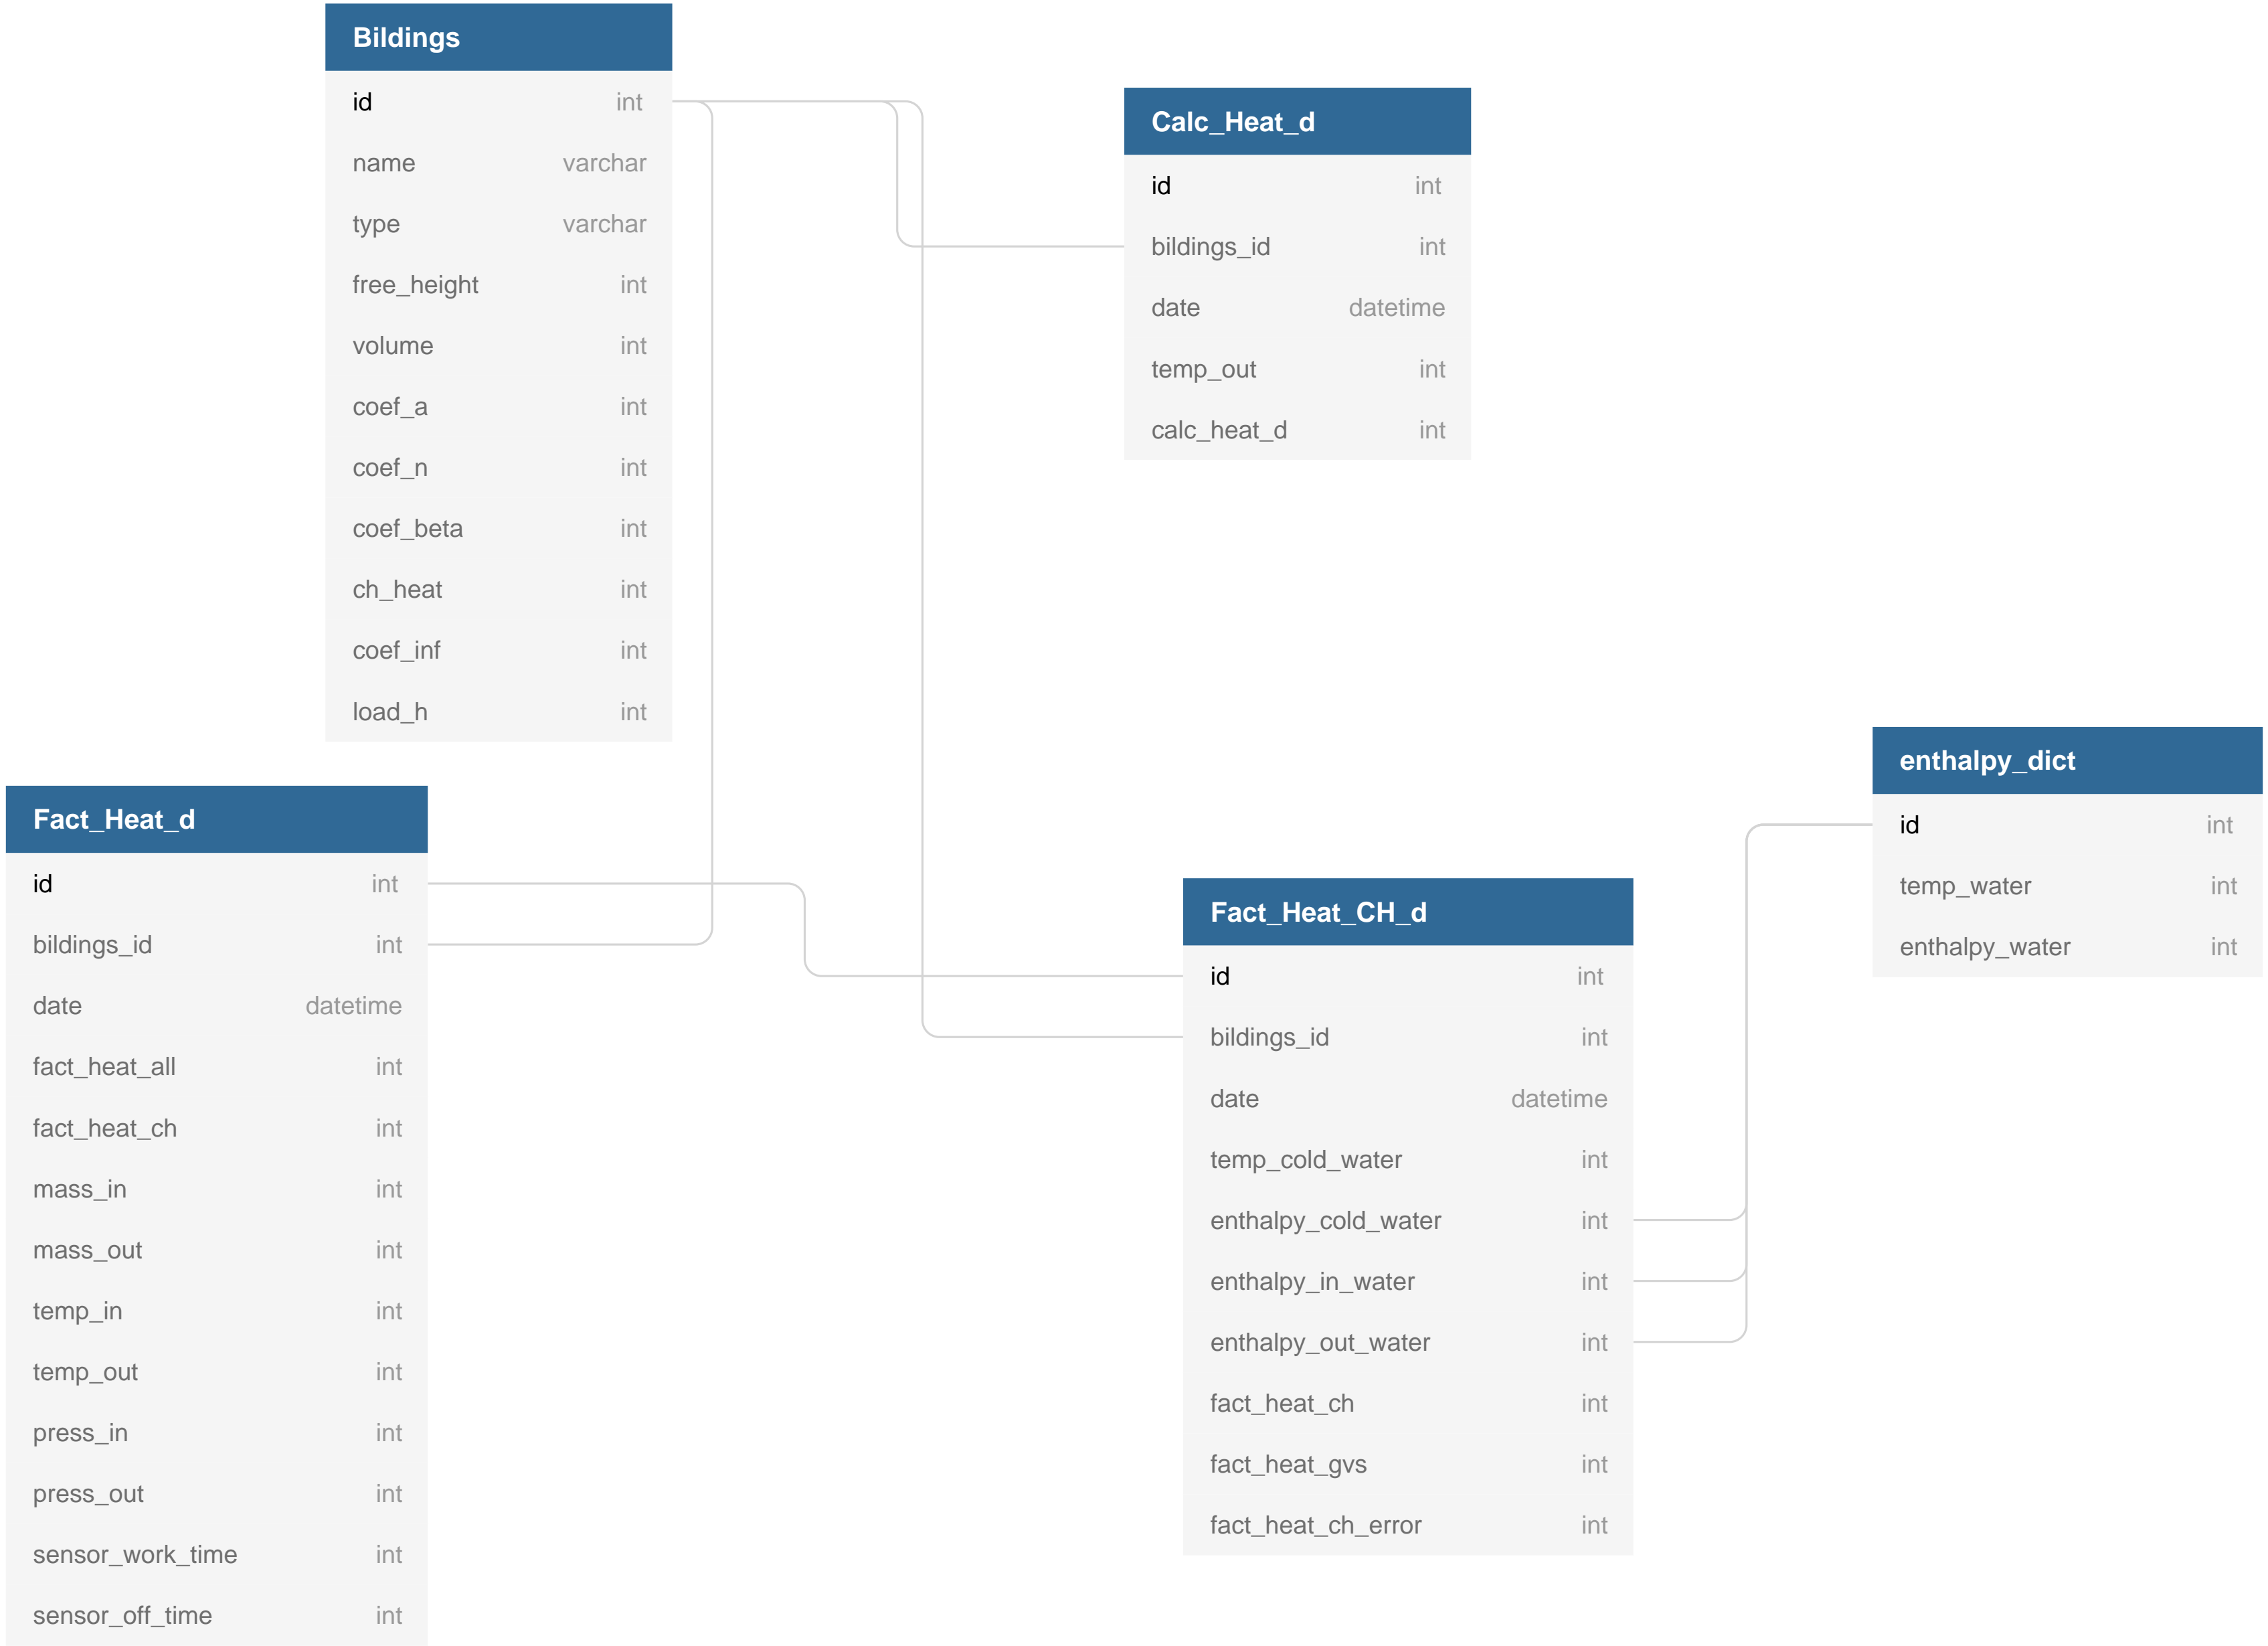 Bildings
id int
name varchar
type varchar
free_height int
volume int
coef_a int
coef_n int
coef_beta int
ch_heat int
coef_inf int
load_h int
Calc_Heat_d
id int
bildings_id int
date datetime
temp_out int
calc_heat_d int
Fact_Heat_d
id int
bildings_id int
date datetime
fact_heat_all int
fact_heat_ch int
mass_in int
mass_out int
temp_in int
temp_out int
press_in int
press_out int
sensor_work_time int
sensor_off_time int
Fact_Heat_CH_d
id int
bildings_id int
date datetime
temp_cold_water int
enthalpy_cold_water int
enthalpy_in_water int
enthalpy_out_water int
fact_heat_ch int
fact_heat_gvs int
fact_heat_ch_error int
enthalpy_dict
id int
temp_water int
enthalpy_water int